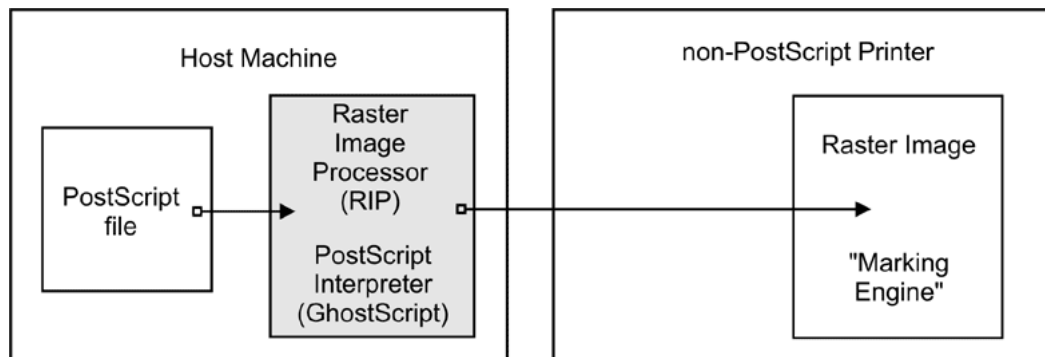 Host Machine
PostScript
file
Raster
Image
Processor
(RIP)
PostScript
Interpreter
(GhostScript)
non-PostScript Printer
Raster Image
"Marking
Engine"